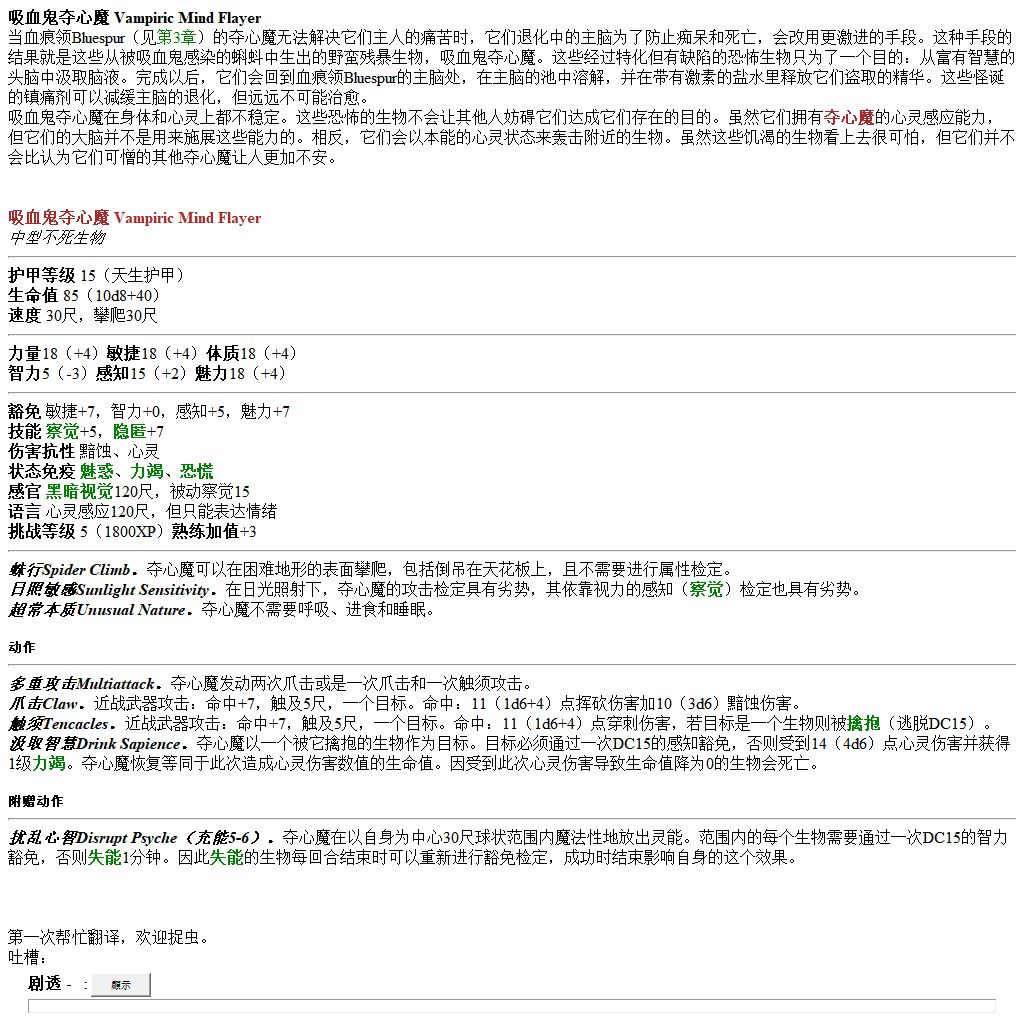 吸血鬼夺心魔 Vampiric Mind Flayer
当血痕领Bluespur（见第3章）的夺心魔无法解决它们主人的痛苦时，它们退化中的主脑为了防止痴呆和死亡，会改用更激进的手段。这种手段的
结果就是这些从被吸血鬼感染的蝌蚪中生出的野蛮残暴生物，吸血鬼夺心魔。这些经过特化但有缺陷的恐怖生物只为了一个目的：从富有智慧的
头脑中汲取脑液。完成以后，它们会回到血痕领Bluespur的主脑处，在主脑的池中溶解，并在带有激素的盐水里释放它们盗取的精华。这些怪诞
的镇痛剂可以减缓主脑的退化，但远远不可能治愈。
吸血鬼夺心魔在身体和心灵上都不稳定。这些恐怖的生物不会让其他人妨碍它们达成它们存在的目的。虽然它们拥有夺心魔的心灵感应能力，
但它们的大脑并不是用来施展这些能力的。相反，它们会以本能的心灵状态来轰击附近的生物。虽然这些饥渴的生物看上去很可怕，但它们并不
会比认为它们可憎的其他夺心魔让人更加不安。
吸血鬼夺心魔 Vampiric Mind Flayer
中型不死生物
护甲等级 15（天生护甲）
生命值 85（10d8+40）
速度 30尺，攀爬30尺
力量18（+4）敏捷18（+4）体质18（+4）
智力5（-3）感知15（+2）魅力18（+4）
豁免 敏捷+7，智力+0，感知+5，魅力+7
技能 察觉+5，隐匿+7
伤害抗性 黯蚀、心灵
状态免疫 魅惑、力竭、恐慌
感官 黑暗视觉120尺，被动察觉15
语言 心灵感应120尺，但只能表达情绪
挑战等级 5（1800XP）熟练加值+3
蛛行Spider Climb。夺心魔可以在困难地形的表面攀爬，包括倒吊在天花板上，且不需要进行属性检定。
日照敏感Sunlight Sensitivity。在日光照射下，夺心魔的攻击检定具有劣势，其依靠视力的感知（察觉）检定也具有劣势。
超常本质Unusual Nature。夺心魔不需要呼吸、进食和睡眠。
动作
多重攻击Multiattack。夺心魔发动两次爪击或是一次爪击和一次触须攻击。
爪击Claw。近战武器攻击：命中+7，触及5尺，一个目标。命中：11（1d6+4）点挥砍伤害加10（3d6）黯蚀伤害。
触须Tencacles。近战武器攻击：命中+7，触及5尺，一个目标。命中：11（1d6+4）点穿刺伤害，若目标是一个生物则被擒抱（逃脱DC15）。
汲取智慧Drink Sapience。夺心魔以一个被它擒抱的生物作为目标。目标必须通过一次DC15的感知豁免，否则受到14（4d6）点心灵伤害并获得
1级力竭。夺心魔恢复等同于此次造成心灵伤害数值的生命值。因受到此次心灵伤害导致生命值降为0的生物会死亡。
附赠动作
扰乱心智Disrupt Psyche（充能5-6）。夺心魔在以自身为中心30尺球状范围内魔法性地放出灵能。范围内的每个生物需要通过一次DC15的智力
豁免，否则失能1分钟。因此失能的生物每回合结束时可以重新进行豁免检定，成功时结束影响自身的这个效果。
第一次帮忙翻译，欢迎捉虫。
吐槽：
剧透 - ：顯示